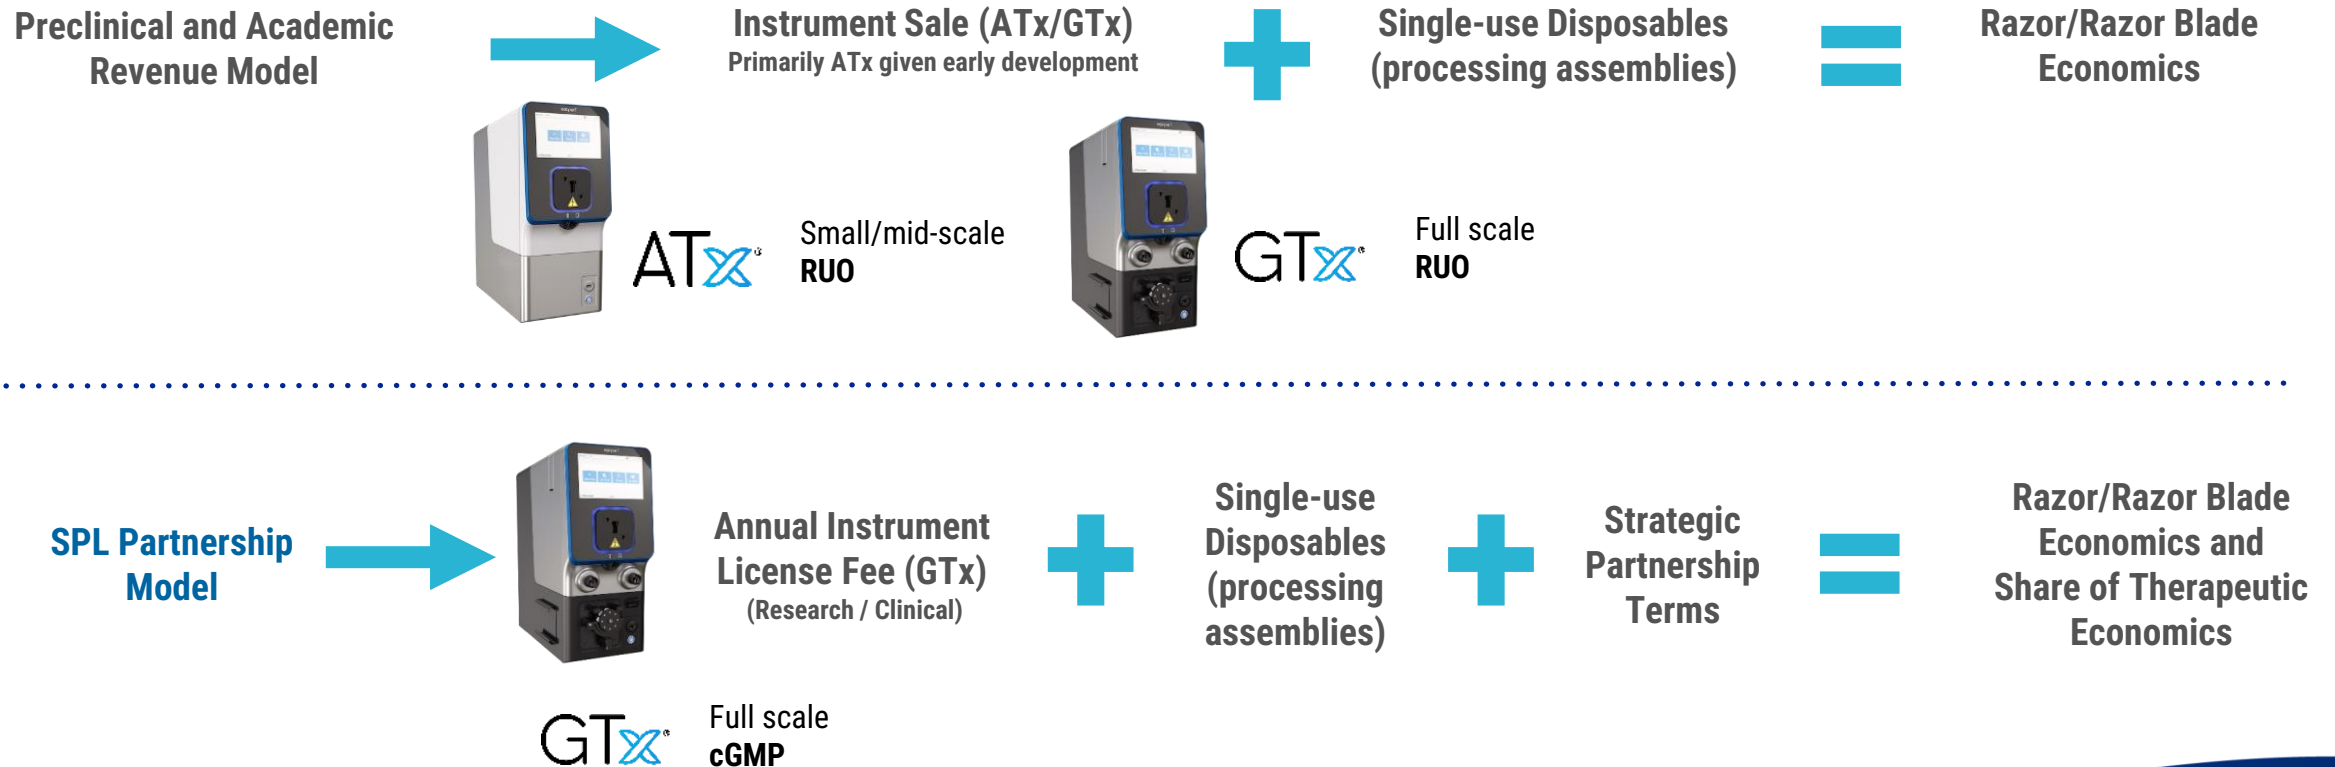 Preclinical and Academic
Revenue Model
Instrument Sale (ATx/GTx)
Primarily ATx given early development
Single-use Disposables
(processing assemblies)
Razor/Razor Blade
Economics
ATx
Small/mid-scale
RUO
GTx
Full scale
RUO
SPL Partnership
Model
Annual Instrument
License Fee (GTx)
(Research / Clinical)
Single-use
Disposables
(processing
assemblies)
Strategic
Partnership
Terms
Razor/Razor Blade
Economics and
Share of Therapeutic
Economics
GTx
Full scale
cGMP